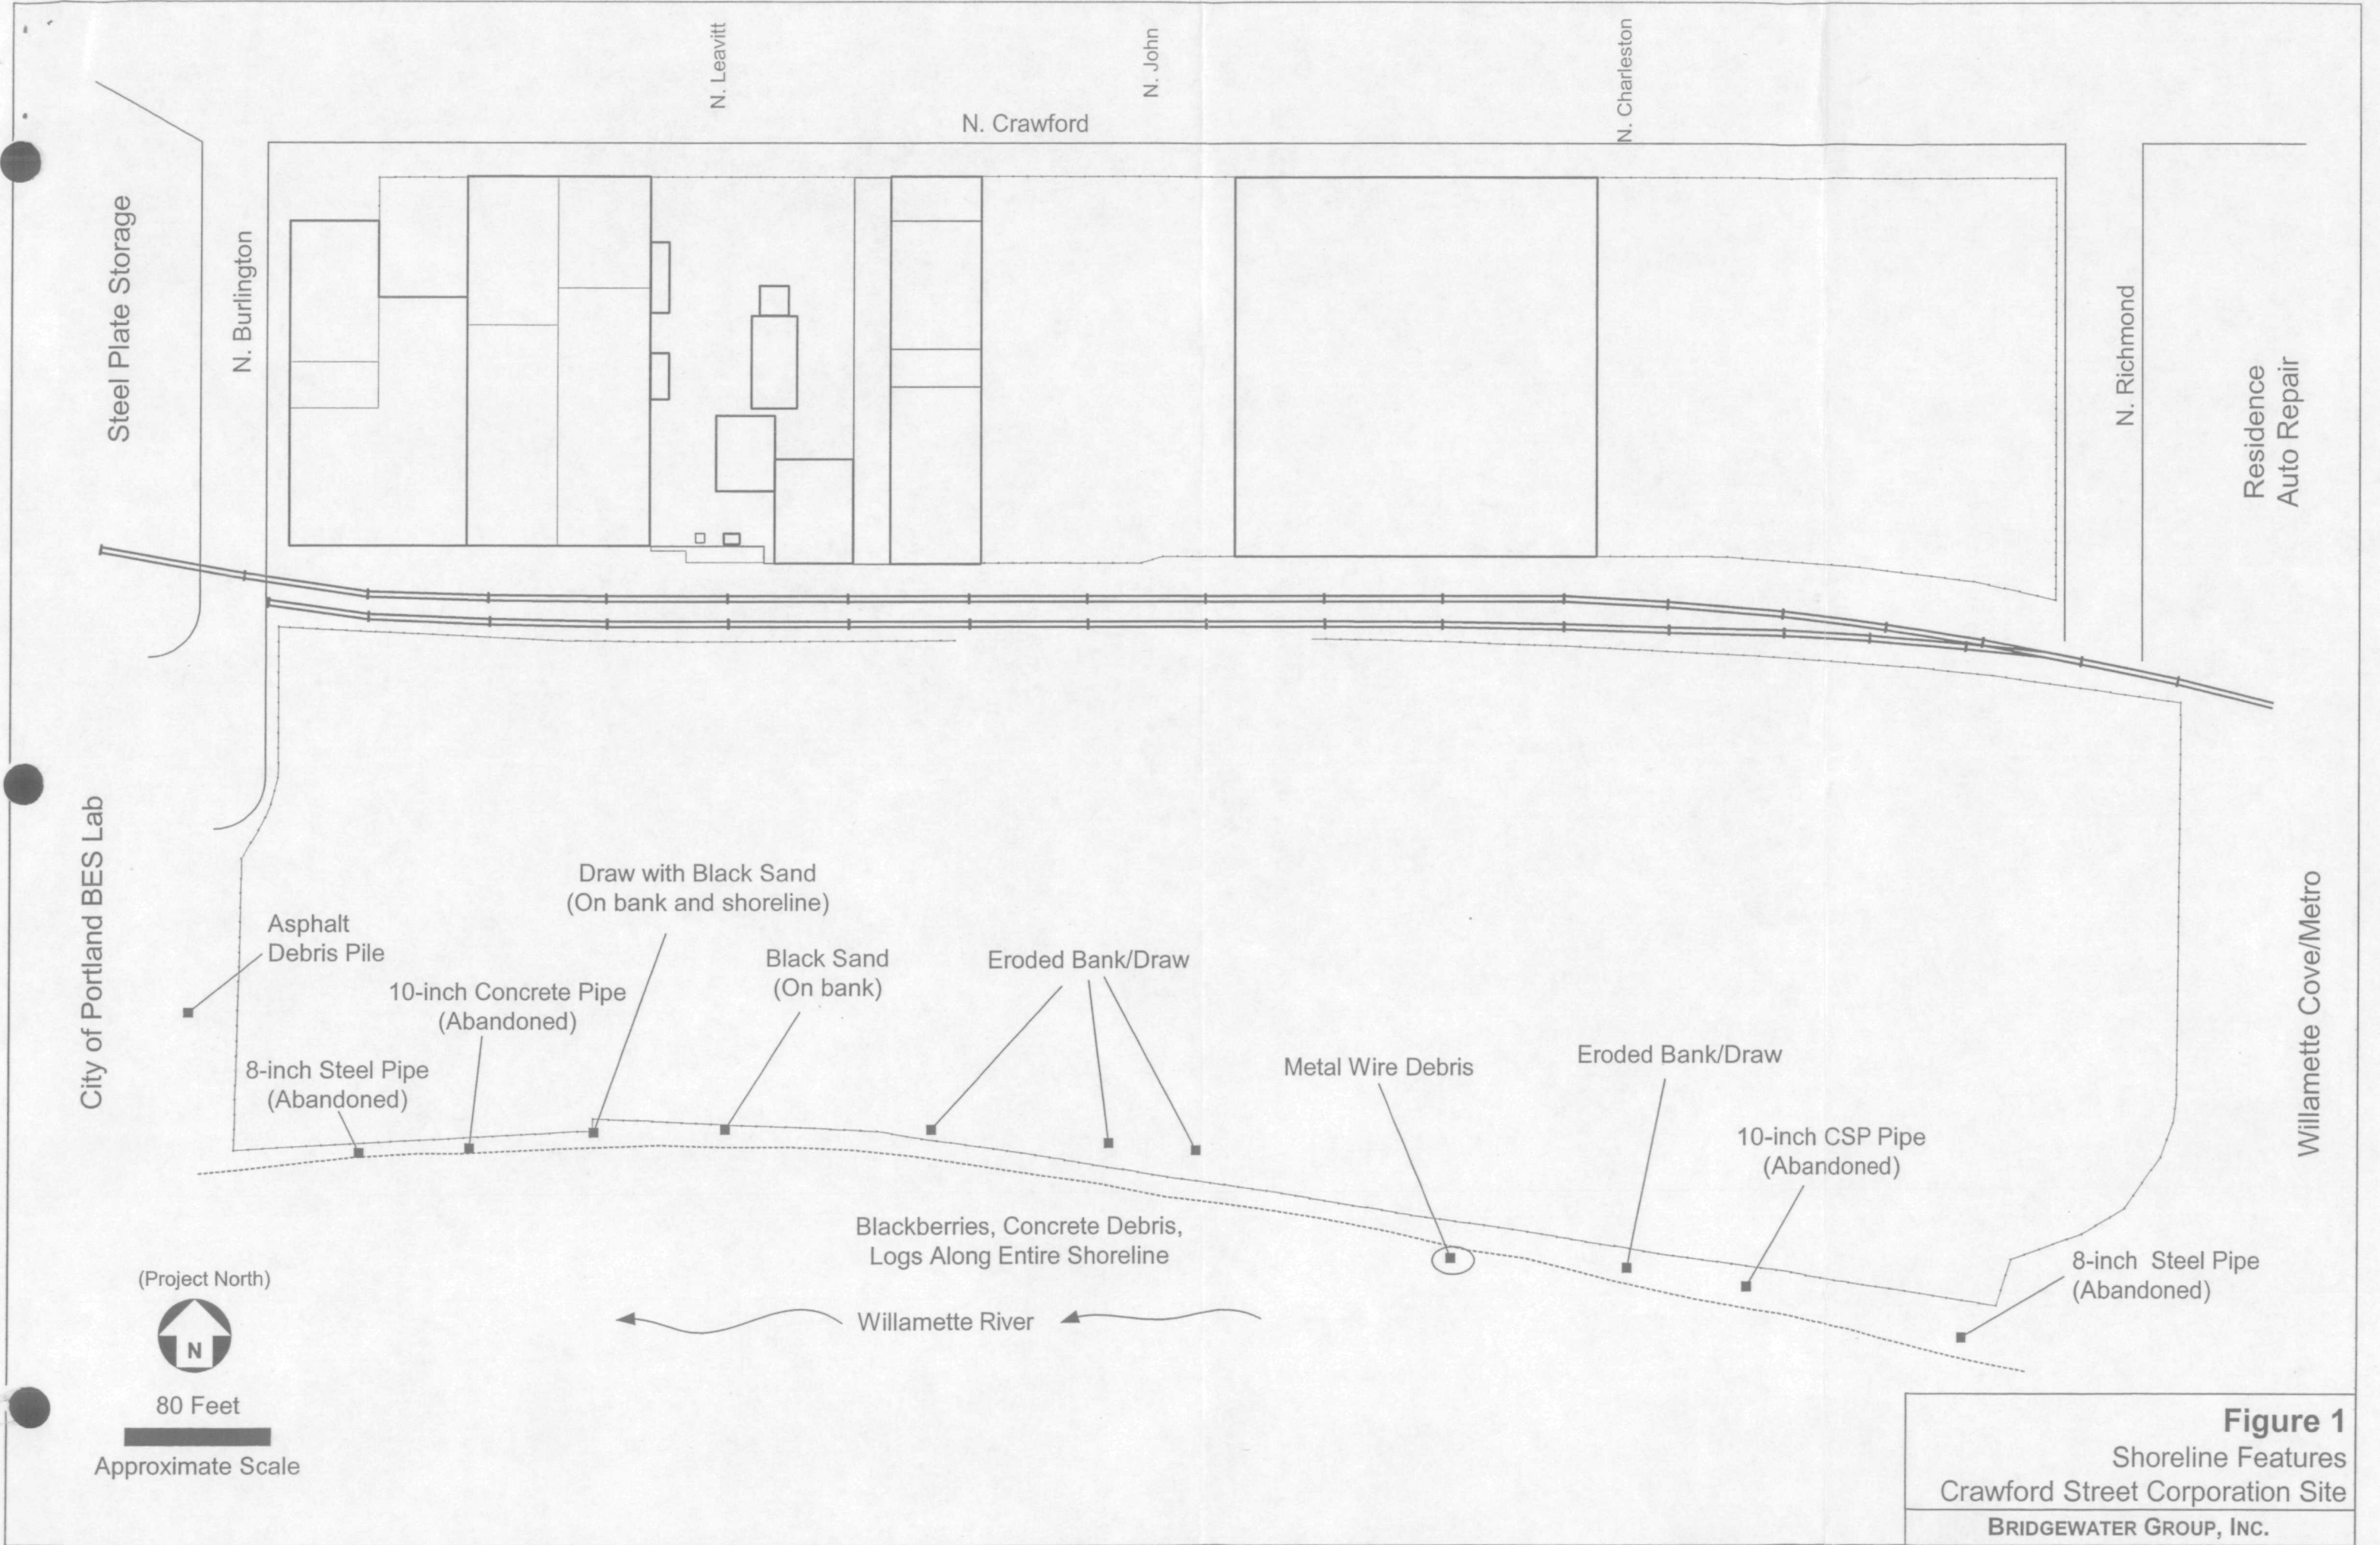 N. Leavitt
N. John
N. Charleston
N. Crawford
Steel Plate Storage
N. Burlington
N. Richmond
Residence
Auto Repair
City of Portland BES Lab
Willamette Cove/Metro
Draw with Black Sand
(On bank and shoreline)
Asphalt
Debris Pile
Black Sand
(On bank)
Eroded Bank/Draw
10-inch Concrete Pipe
(Abandoned)
8-inch Steel Pipe
(Abandoned)
Metal Wire Debris
Eroded Bank/Draw
10-inch CSP Pipe
(Abandoned)
Blackberries, Concrete Debris,
Logs Along Entire Shoreline
8-inch Steel Pipe
(Abandoned)
(Project North)
N
Willamette River
80 Feet
Approximate Scale
Figure 1
Shoreline Features
Crawford Street Corporation Site
BRIDGEWATER GROUP, INC.